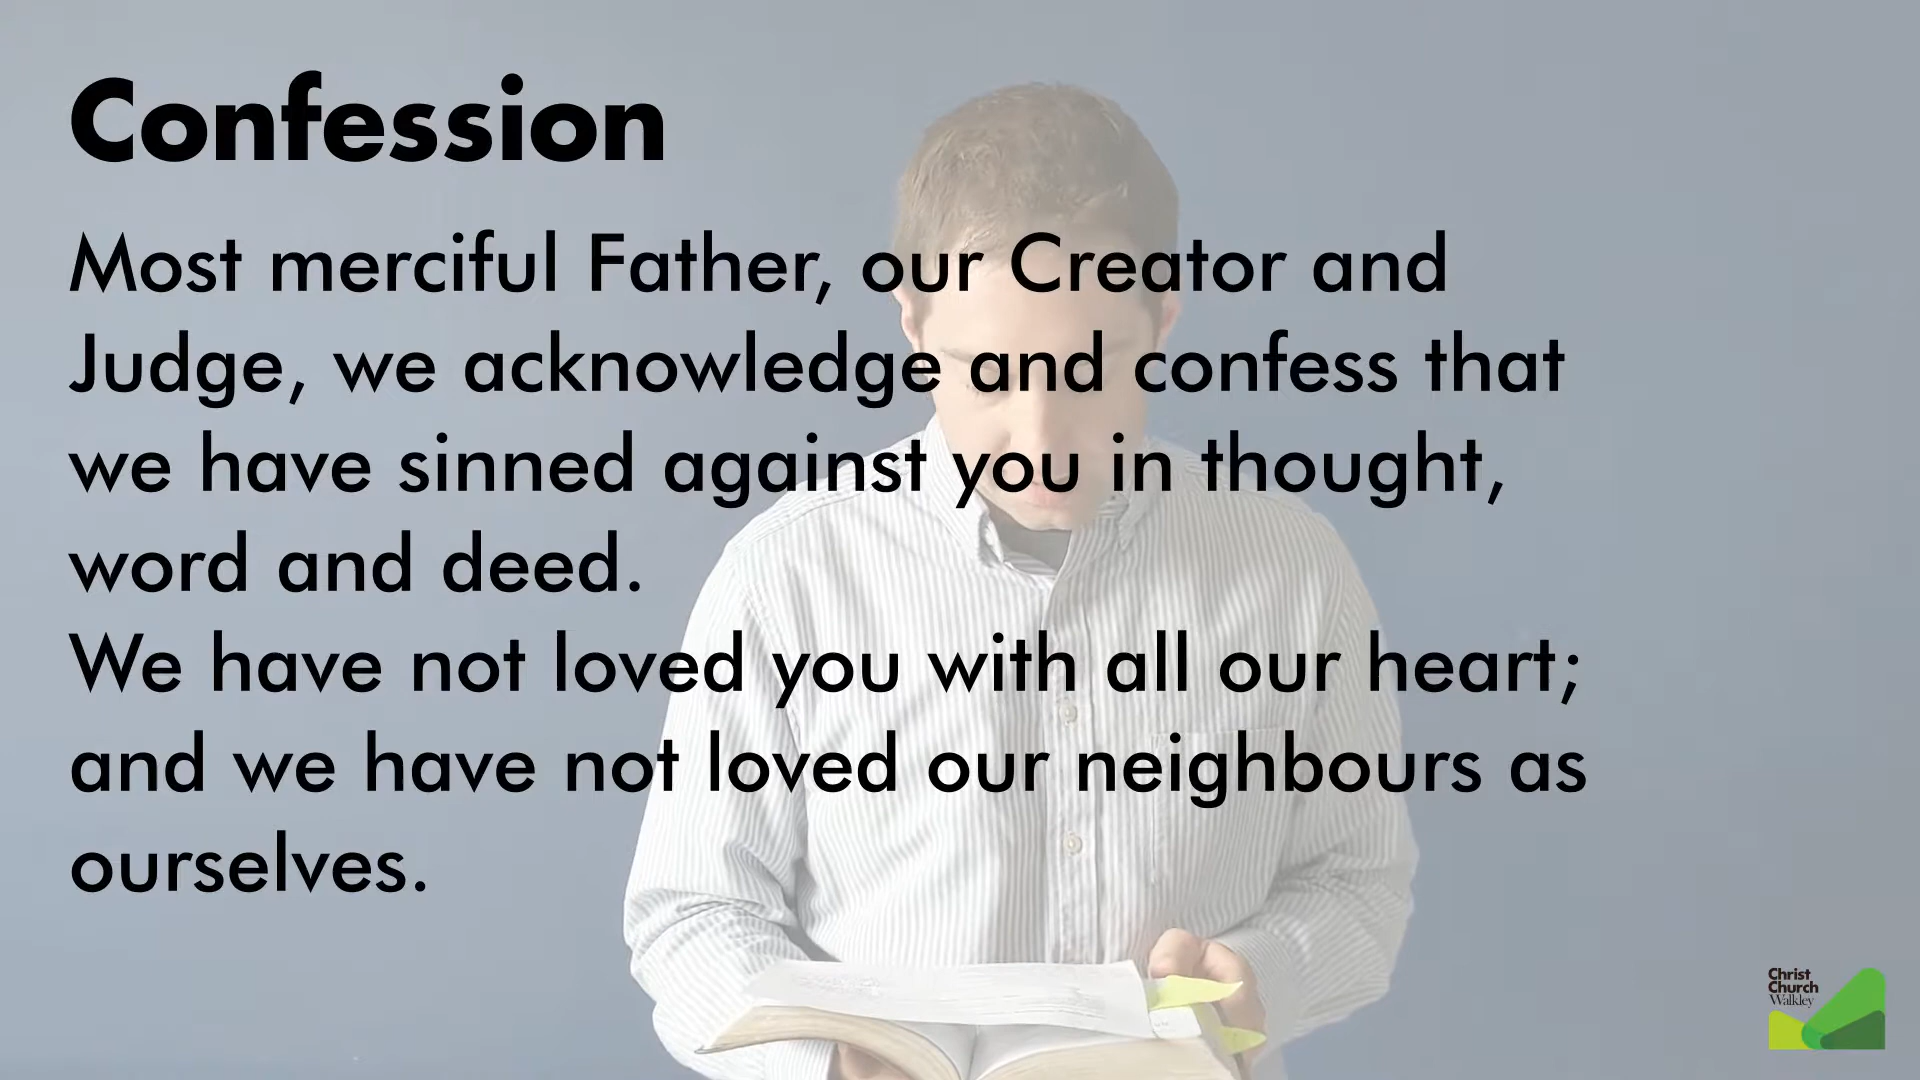 Confession
Most merciful Father, our Creator and
Judge, we acknowledge and confess that
we have sinned against you in thought,
word and deed.
We have not loved you with all our heart;
and we have not loved our neighbours as
ourselves.
Christ
Church
Walkley